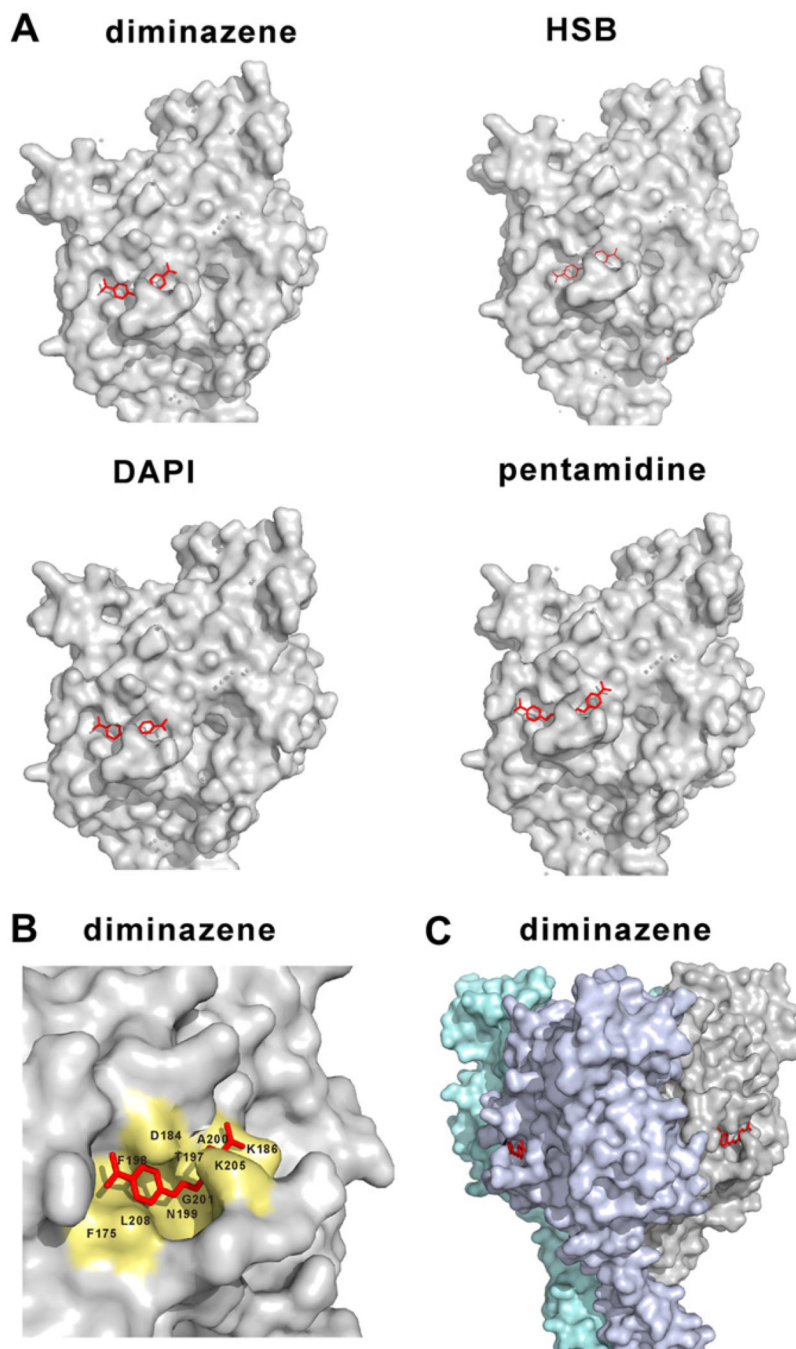 A diminazene HSB
DAPI pentamidine
B diminazene C diminazene
D184 A200 K186
F198 T197 K205
G201
L208 N199
F175